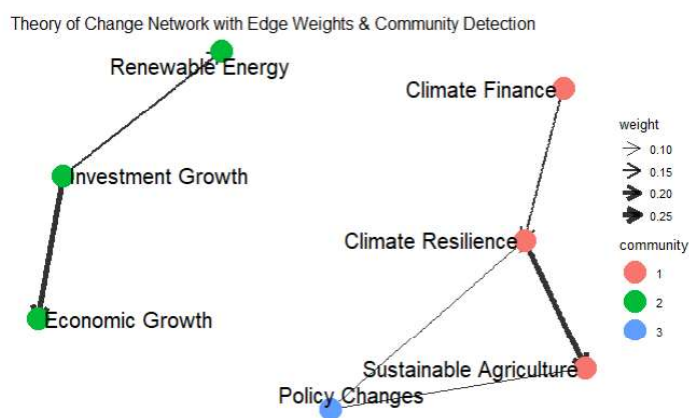 Theory of Change Network with Edge Weights & Community Detection
Renewable Energy
Climate Finance
weight
0.10
0.15
0.20
0.25
Investment Growth
Climate Resilience
community
1
2
3
Economic Growth
Sustainable Agriculture
Policy Changes